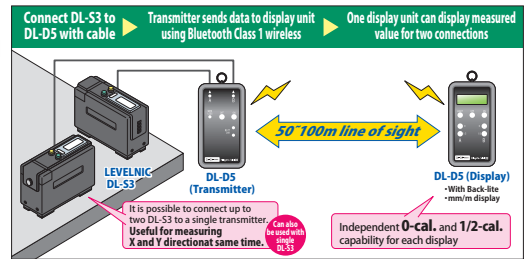 Connect DL-S3 to
DL-D5 with cable
Transmitter sends data to display unit
using Bluetooth Class 1 wireless
One display unit can display measured
value for two connections
50~100m line of sight
LEVELNIC
DL-S3
DL-D5
(Transmitter)
DL-D5 (Display)
・With Back-lite
・mm/m display
It is possible to connect up to
two DL-S3 to a single transmitter.
Useful for measuring
X and Y directionat same time.
Can also
be used with
single
DL-S3
Independent 0-cal. and 1/2-cal.
capability for each display